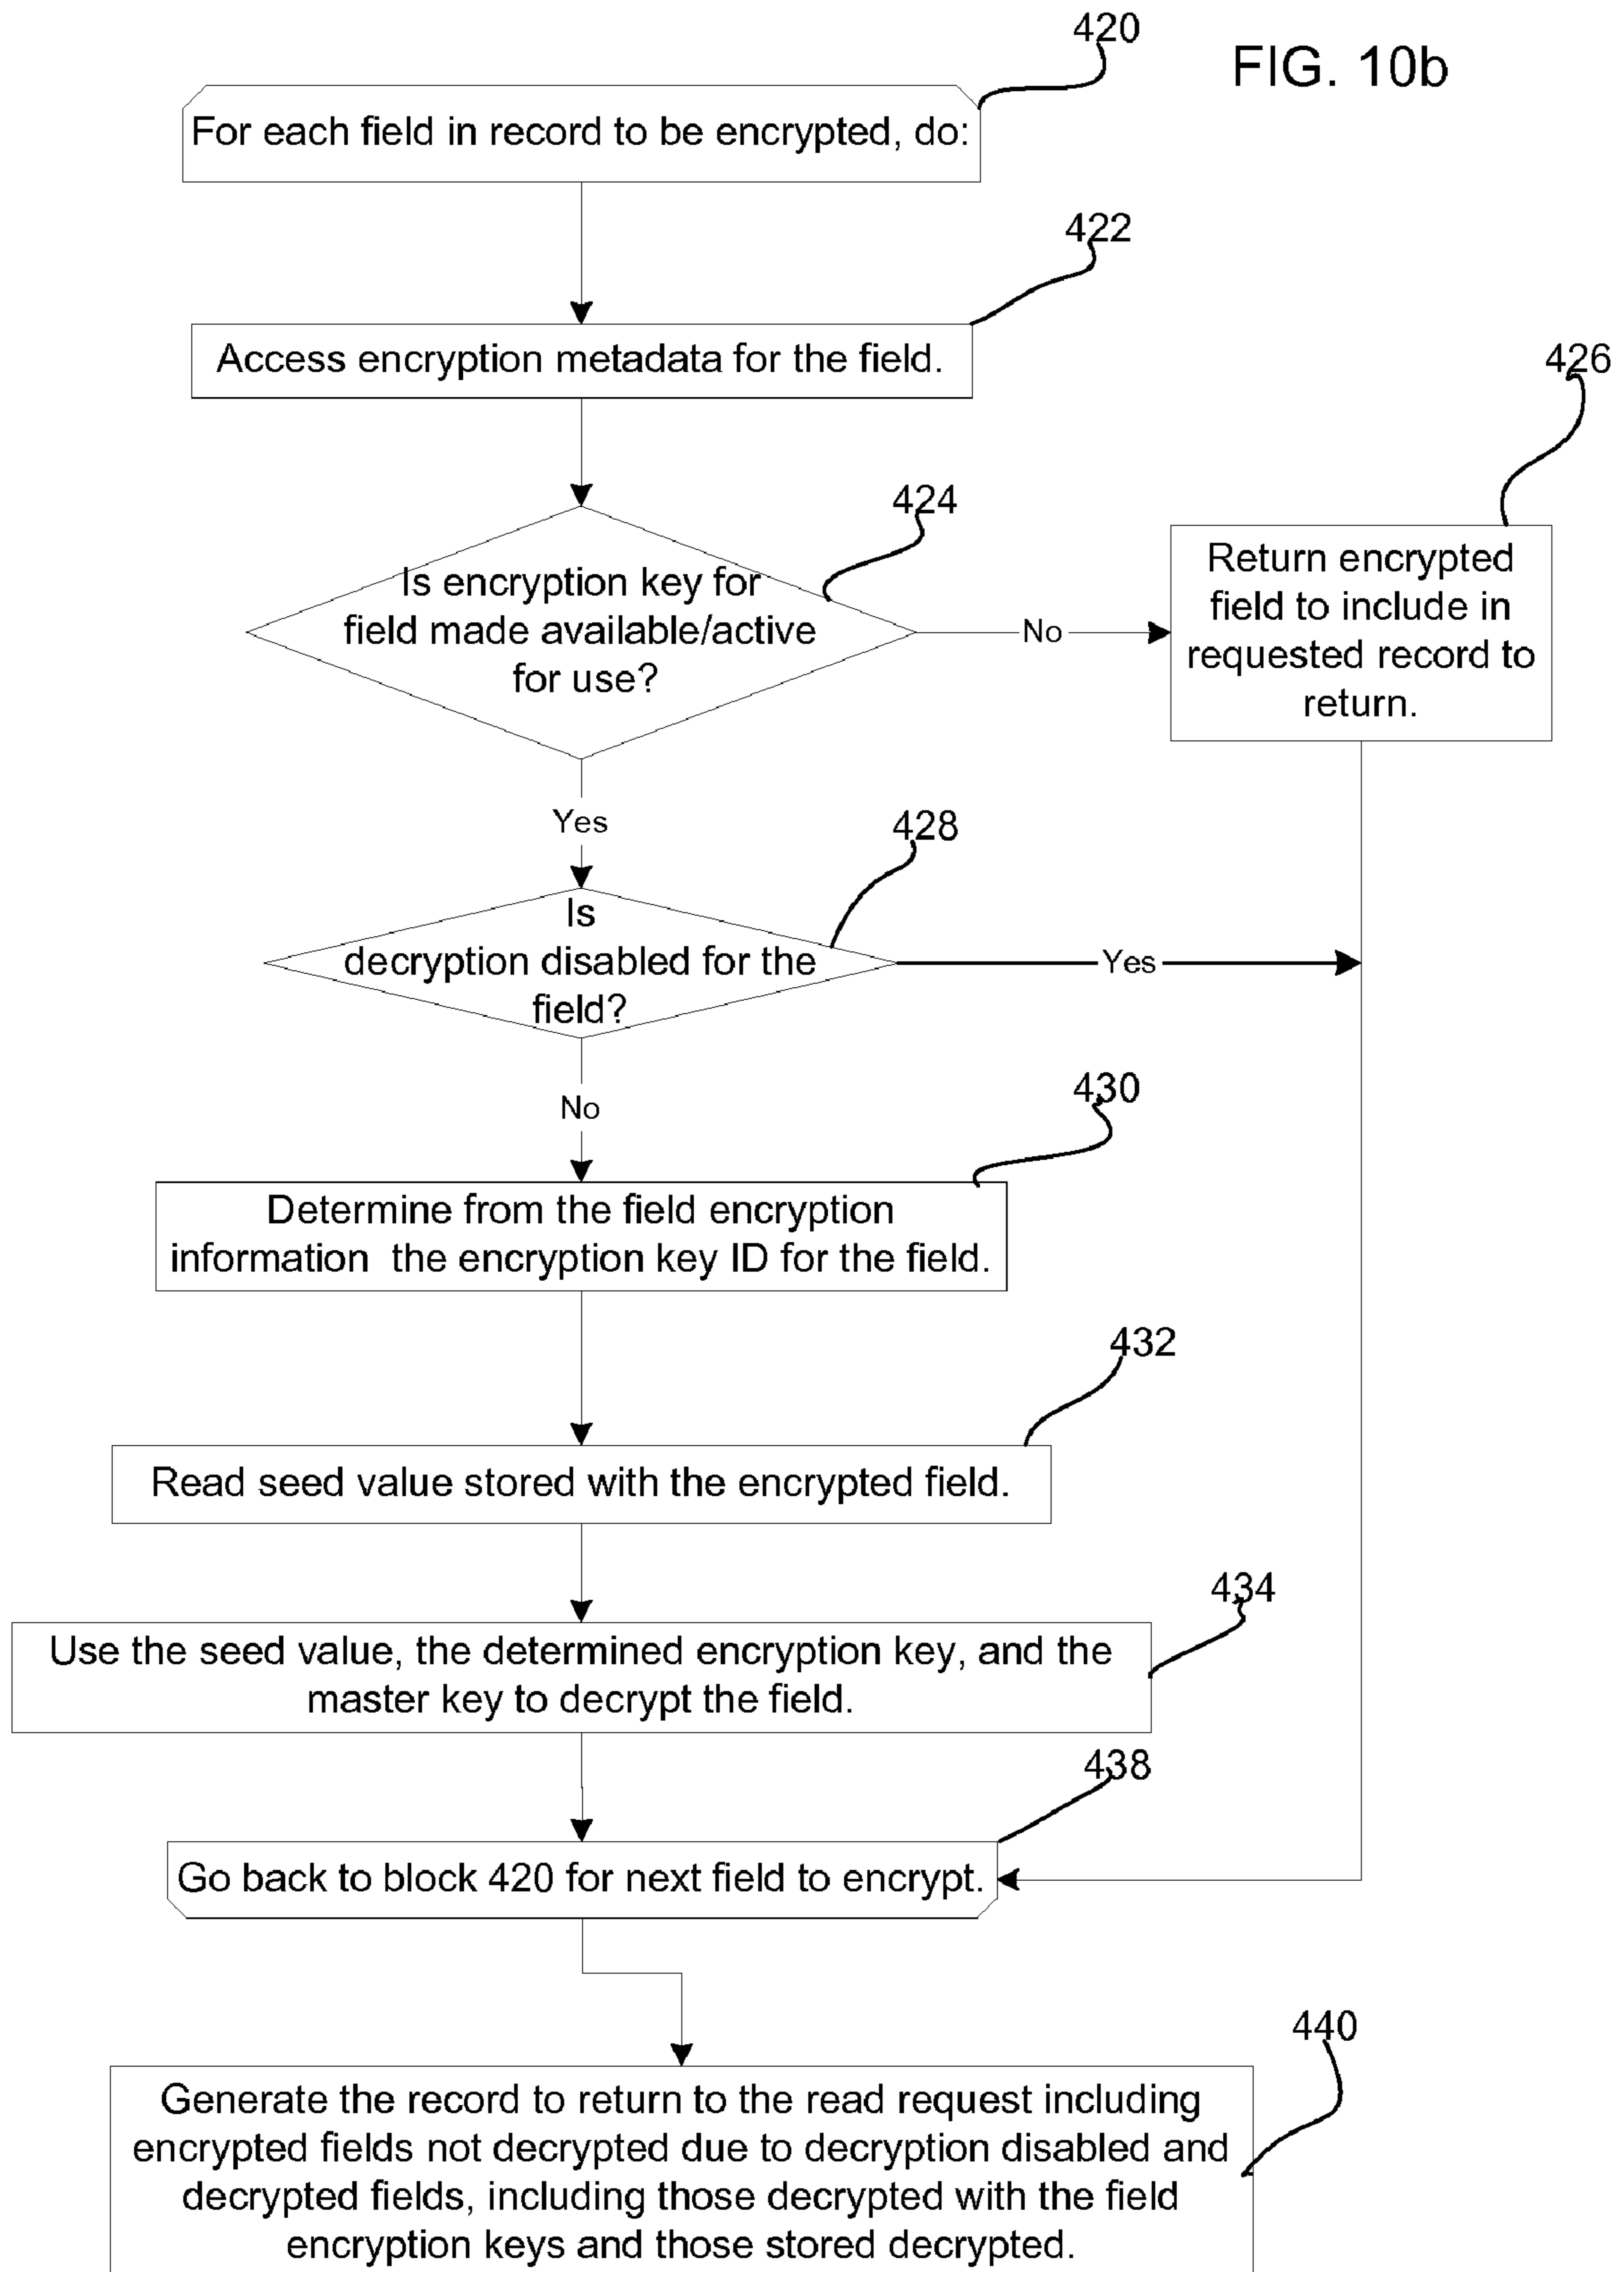 420
FIG. 10b
For each field in record to be encrypted, do:
422
Access encryption metadata for the field.
426
424
Is encryption key for
field made available/active
for use?
No
Return encrypted
field to include in
requested record to
return.
Yes
428
Is
decryption disabled for the
field?
Yes
No
430
Determine from the field encryption
information the encryption key ID for the field.
432
Read seed value stored with the encrypted field.
434
Use the seed value, the determined encryption key, and the
master key to decrypt the field.
438
Go back to block 420 for next field to encrypt.
440
Generate the record to return to the read request including
encrypted fields not decrypted due to decryption disabled and
decrypted fields, including those decrypted with the field
encryption keys and those stored decrypted.